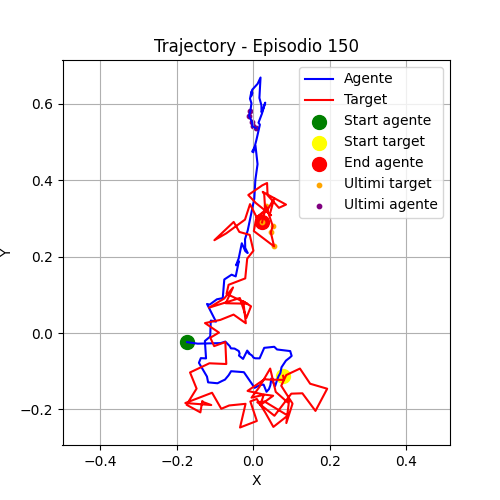 Trajectory - Episodio 150
Agente
Target
Start agente
Start target
End agente
Ultimi target
Ultimi agente
Y
0.6
0.4
0.2
0.0
−0.2
−0.4
−0.2
0.0
0.2
0.4
X